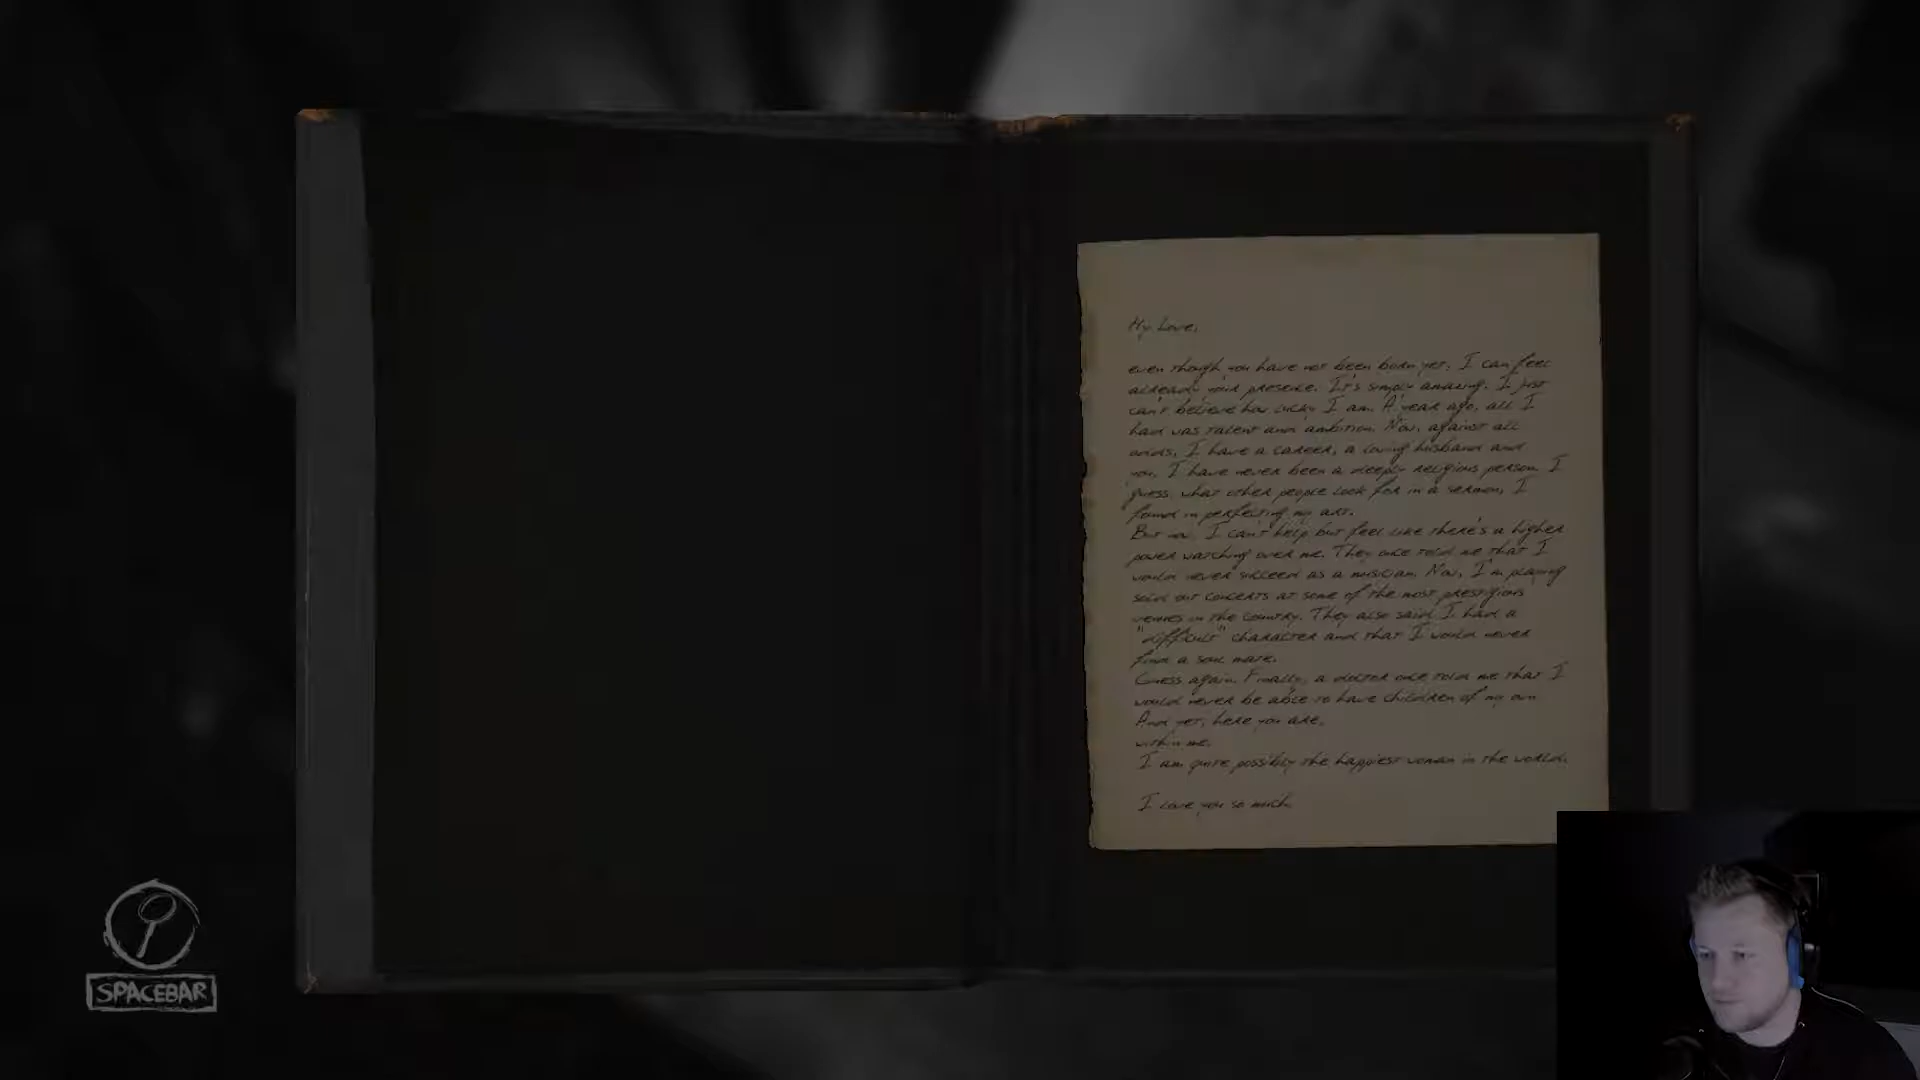 My Love,
even though you have not been born yet, I can feel
already your presence. It's simply amazing. I just
can't believe how lucky I am. A year ago, all I
had was talent and ambition. Now, against all
odds, I have a career, a loving husband and
you. I have never been a deeply religious person. I
guess, what other people look for in a sermon, I
found in perfecting my art.
But now, I can't help but feel like there's a higher
power watching over me. They once told me that I
would never succeed as a musician. Now, I'm playing
sold out concerts at some of the most prestigious
venues in the country. They also said I had a
"difficult" character and that I would never
find a soul mate.
Guess again. Finally, a doctor once told me that I
would never be able to have children of my own.
And yet, here you are,
within me.
I am quite possibly the happiest woman in the world.
I love you so much.
SPACEBAR